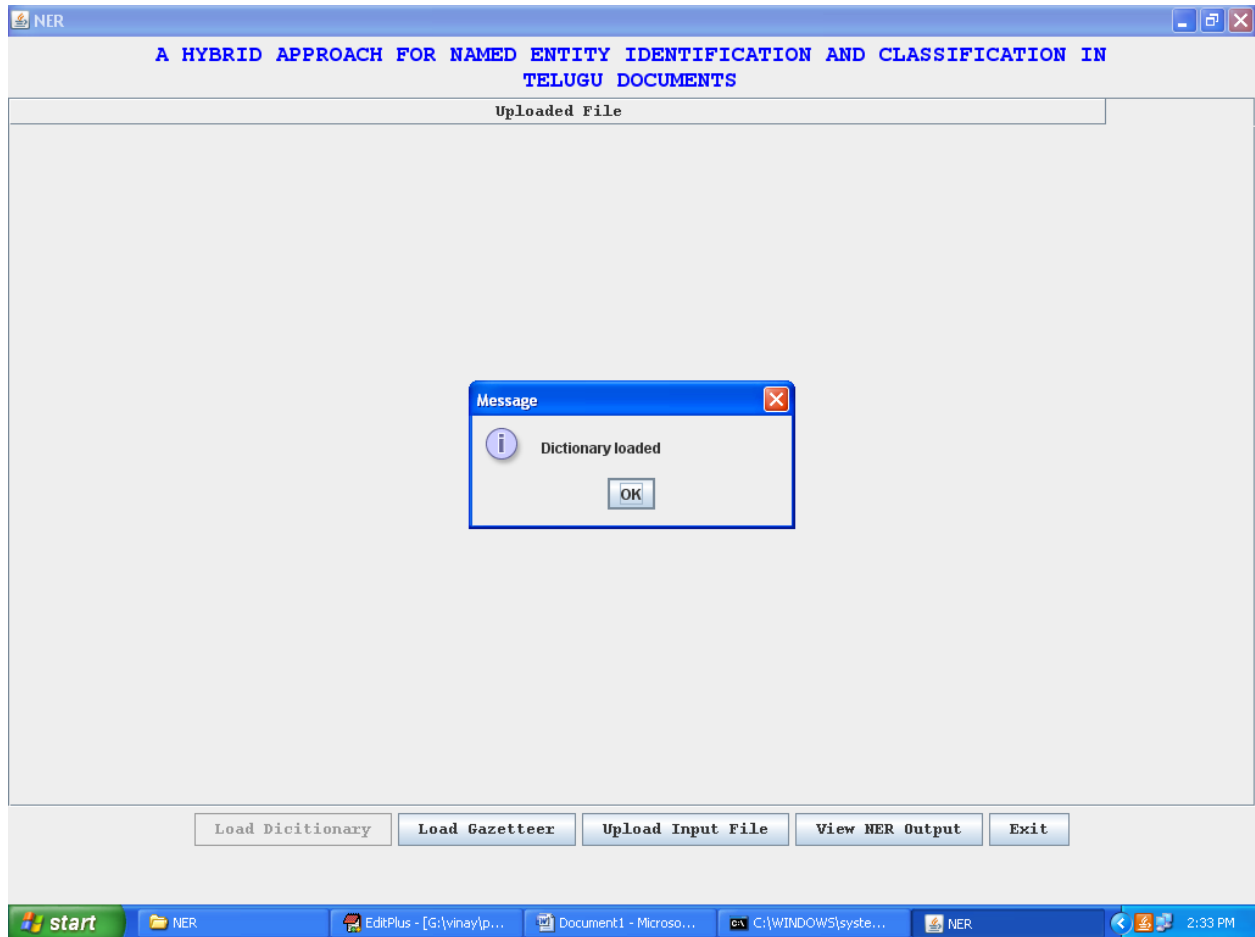 NER
A HYBRID APPROACH FOR NAMED ENTITY IDENTIFICATION AND CLASSIFICATION IN
TELUGU DOCUMENTS
Uploaded File
Message
Dictionary loaded
OK
Load Dicitionary Load Gazetteer Upload Input File View NER Output Exit
start NER EditPlus - [G:\vinay\p... Document1 - Microso... C:\WINDOWS\syste... NER 2:33 PM